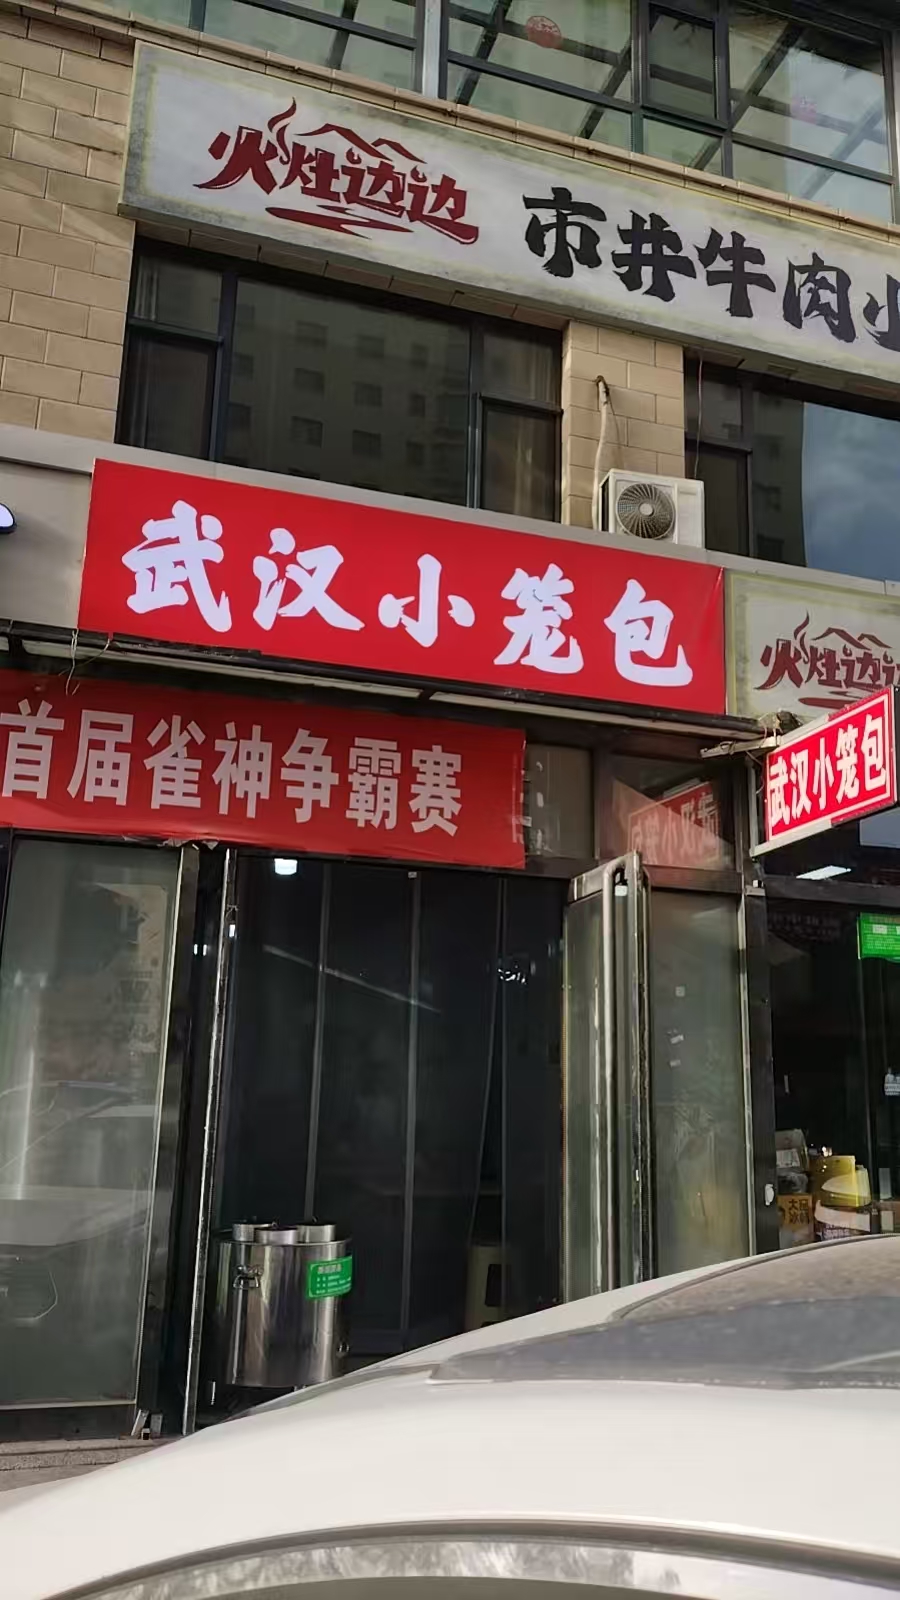 火灶边边 市井牛肉小
武汉小笼包
火灶边边
武汉小笼包
首届雀神争霸赛